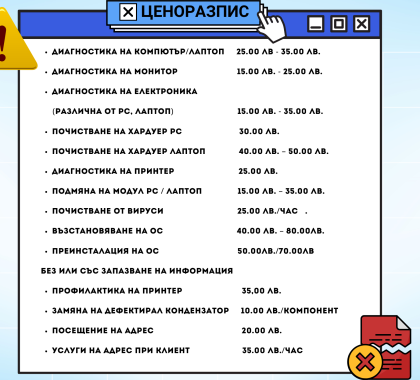 ЦЕНОРАЗПИС
• ДИАГНОСТИКА НА КОМПЮТЪР/ЛАПТОП 25.00 ЛВ - 35.00 ЛВ.
• ДИАГНОСТИКА НА МОНИТОР 15.00 ЛВ. - 25.00 ЛВ.
• ДИАГНОСТИКА НА ЕЛЕКТРОНИКА
(РАЗЛИЧНА ОТ PC, ЛАПТОП) 15.00 ЛВ. - 35.00 ЛВ.
• ПОЧИСТВАНЕ НА ХАРДУЕР PC 30.00 ЛВ.
• ПОЧИСТВАНЕ НА ХАРДУЕР ЛАПТОП 40.00 ЛВ. – 50.00 ЛВ.
• ДИАГНОСТИКА НА ПРИНТЕР 25.00 ЛВ.
• ПОДМЯНА НА МОДУЛ PC / ЛАПТОП 15.00 ЛВ. – 35.00 ЛВ.
• ПОЧИСТВАНЕ ОТ ВИРУСИ 25.00 ЛВ./ЧАС .
• ВЪЗСТАНОВЯВАНЕ НА ОС 40.00 ЛВ. – 80.00ЛВ.
• ПРЕИНСТАЛАЦИЯ НА ОС 50.00ЛВ./70.00ЛВ
БЕЗ ИЛИ СЪС ЗАПАЗВАНЕ НА ИНФОРМАЦИЯ
• ПРОФИЛАКТИКА НА ПРИНТЕР 35,00 ЛВ.
• ЗАМЯНА НА ДЕФЕКТИРАЛ КОНДЕНЗАТОР 10.00 ЛВ./КОМПОНЕНТ
• ПОСЕЩЕНИЕ НА АДРЕС 20.00 ЛВ.
• УСЛУГИ НА АДРЕС ПРИ КЛИЕНТ 35.00 ЛВ./ЧАС